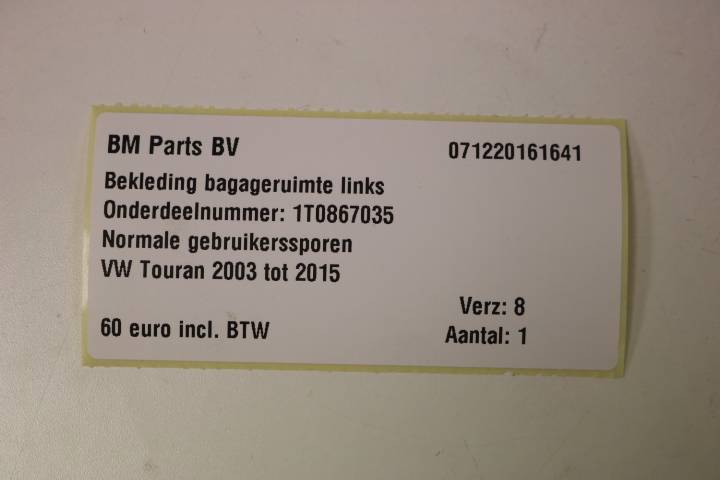 BM Parts BV 071220161641
Bekleding bagageruimte links
Onderdeelnummer: 1T0867035
Normale gebruikerssporen
VW Touran 2003 tot 2015
Verz: 8
60 euro incl. BTW Aantal: 1